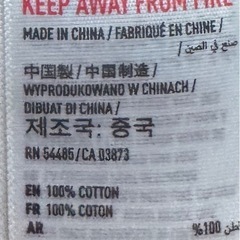 KEEP AWAY FROM FIRE
MADE IN CHINA / FABRIQUÉ EN CHINE /
صنع في الصين /
中国製 / 中国制造 /
WYPRODUKOWANO W CHINACH /
DIBUAT DI CHINA /
제조국: 중국
RN 54485 / CA 03873
EN 100% COTTON
FR 100% COTON
AR %100 قطن